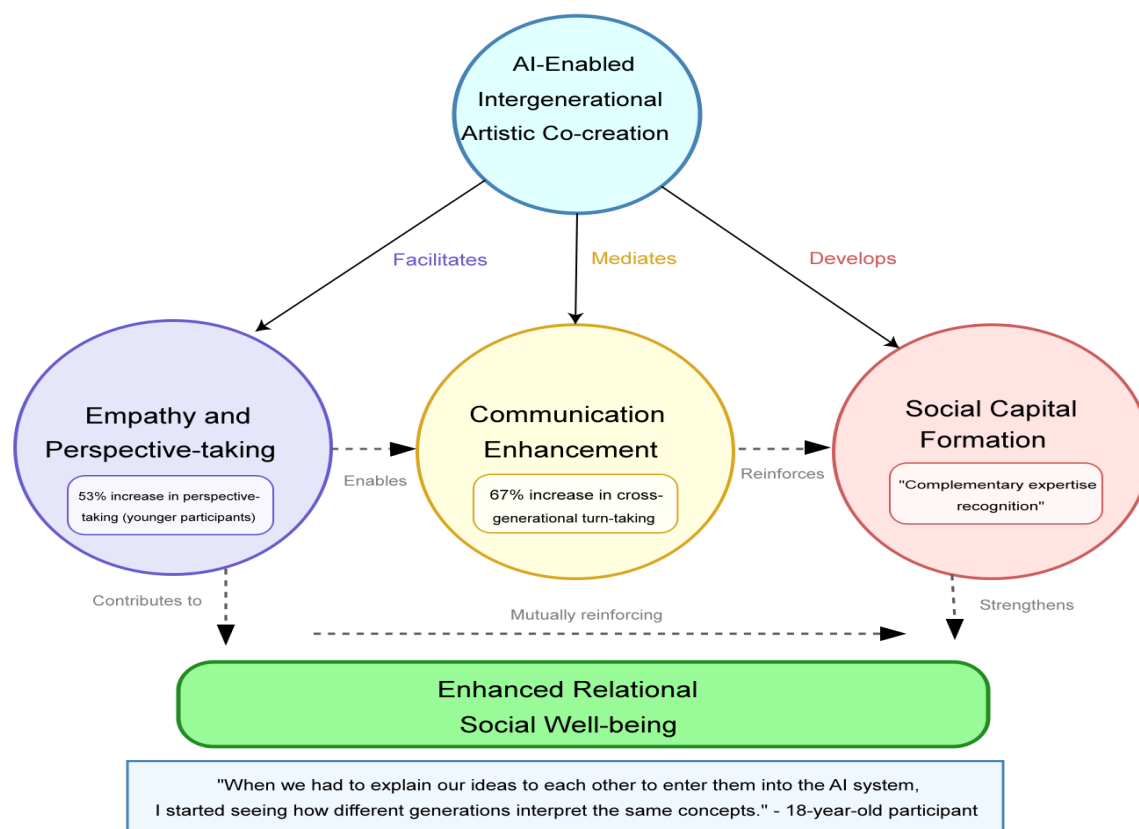 AI-Enabled
Intergenerational
Artistic Co-creation
Facilitates
Mediates
Develops
Empathy and
Perspective-taking
53% increase in perspective-
taking (younger participants)
Enables
Communication
Enhancement
67% increase in cross-
generational turn-taking
Reinforces
Social Capital
Formation
"Complementary expertise
recognition"
Contributes to
Mutually reinforcing
Strengthens
Enhanced Relational
Social Well-being
"When we had to explain our ideas to each other to enter them into the AI system,
I started seeing how different generations interpret the same concepts." - 18-year-old participant